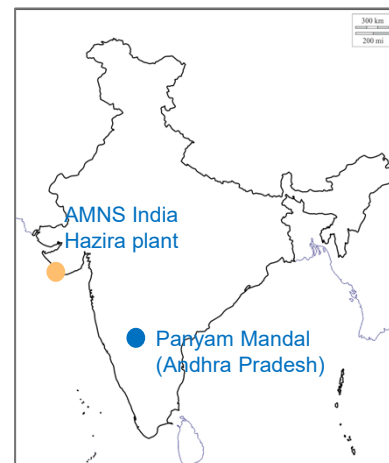 300 km
200 mi
AMNS India
Hazira plant
Panyam Mandal
(Andhra Pradesh)